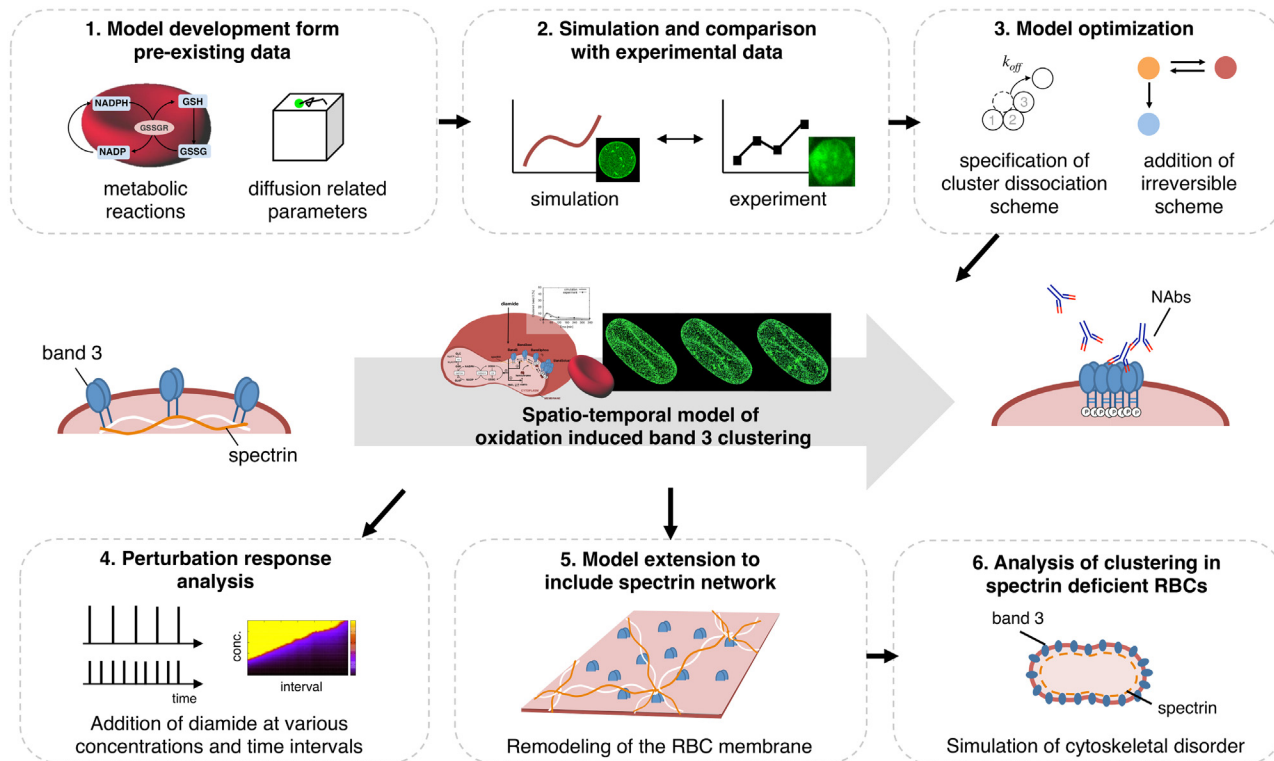 1. Model development form
pre-existing data
NADPH
GSH
GSSGR
NADP
GSSG
metabolic
reactions
diffusion related
parameters
2. Simulation and comparison
with experimental data
simulation
experiment
3. Model optimization
koff
3
1
2
specification of
cluster dissociation
scheme
addition of
irreversible
scheme
band 3
spectrin
diamide
Spatio-temporal model of
oxidation induced band 3 clustering
NAbs
P
P
4. Perturbation response
analysis
conc.
time
interval
Addition of diamide at various
concentrations and time intervals
5. Model extension to
include spectrin network
Remodeling of the RBC membrane
6. Analysis of clustering in
spectrin deficient RBCs
band 3
spectrin
Simulation of cytoskeletal disorder